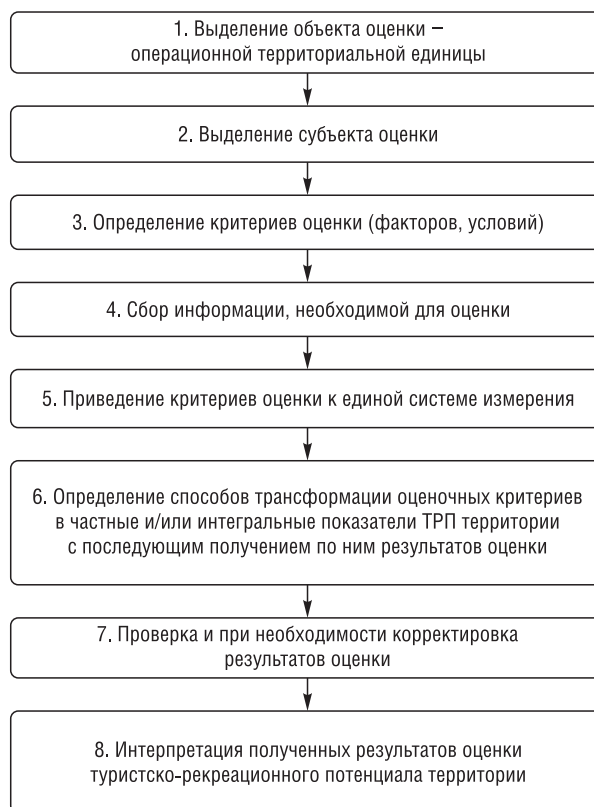 1. Выделение объекта оценки –
операционной территориальной единицы
2. Выделение субъекта оценки
3. Определение критериев оценки (факторов, условий)
4. Сбор информации, необходимой для оценки
5. Приведение критериев оценки к единой системе измерения
6. Определение способов трансформации оценочных критериев
в частные и/или интегральные показатели ТРП территории
с последующим получением по ним результатов оценки
7. Проверка и при необходимости корректировка
результатов оценки
8. Интерпретация полученных результатов оценки
туристско-рекреационного потенциала территории